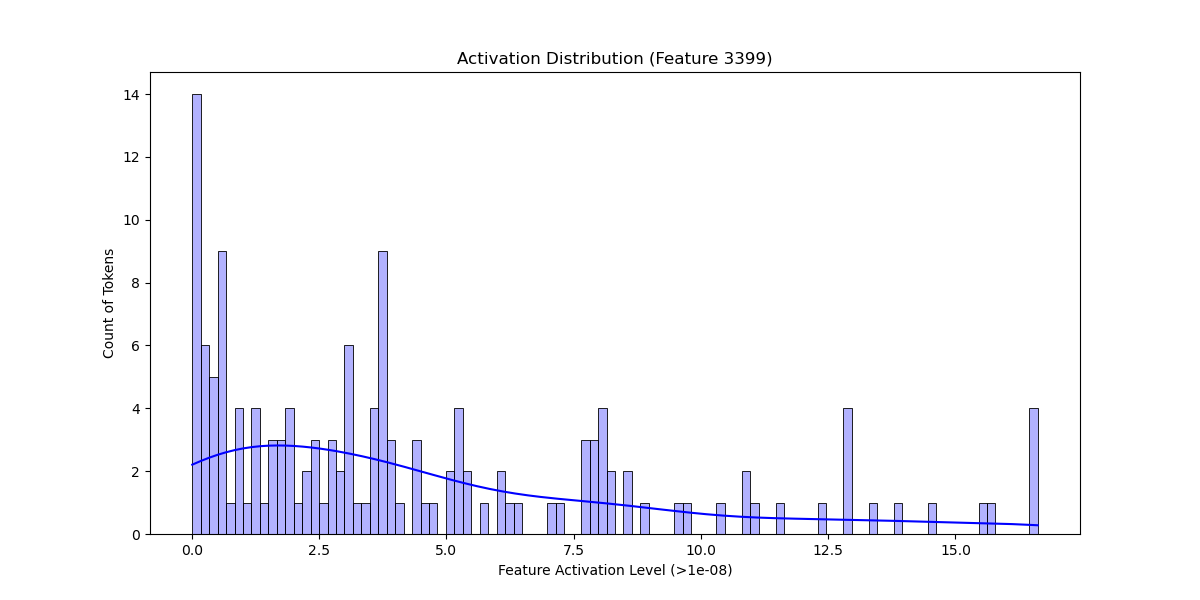 Activation Distribution (Feature 3399)
14
12
10
8
6
4
2
0
Count of Tokens
0.0 2.5 5.0 7.5 10.0 12.5 15.0
Feature Activation Level (>1e-08)